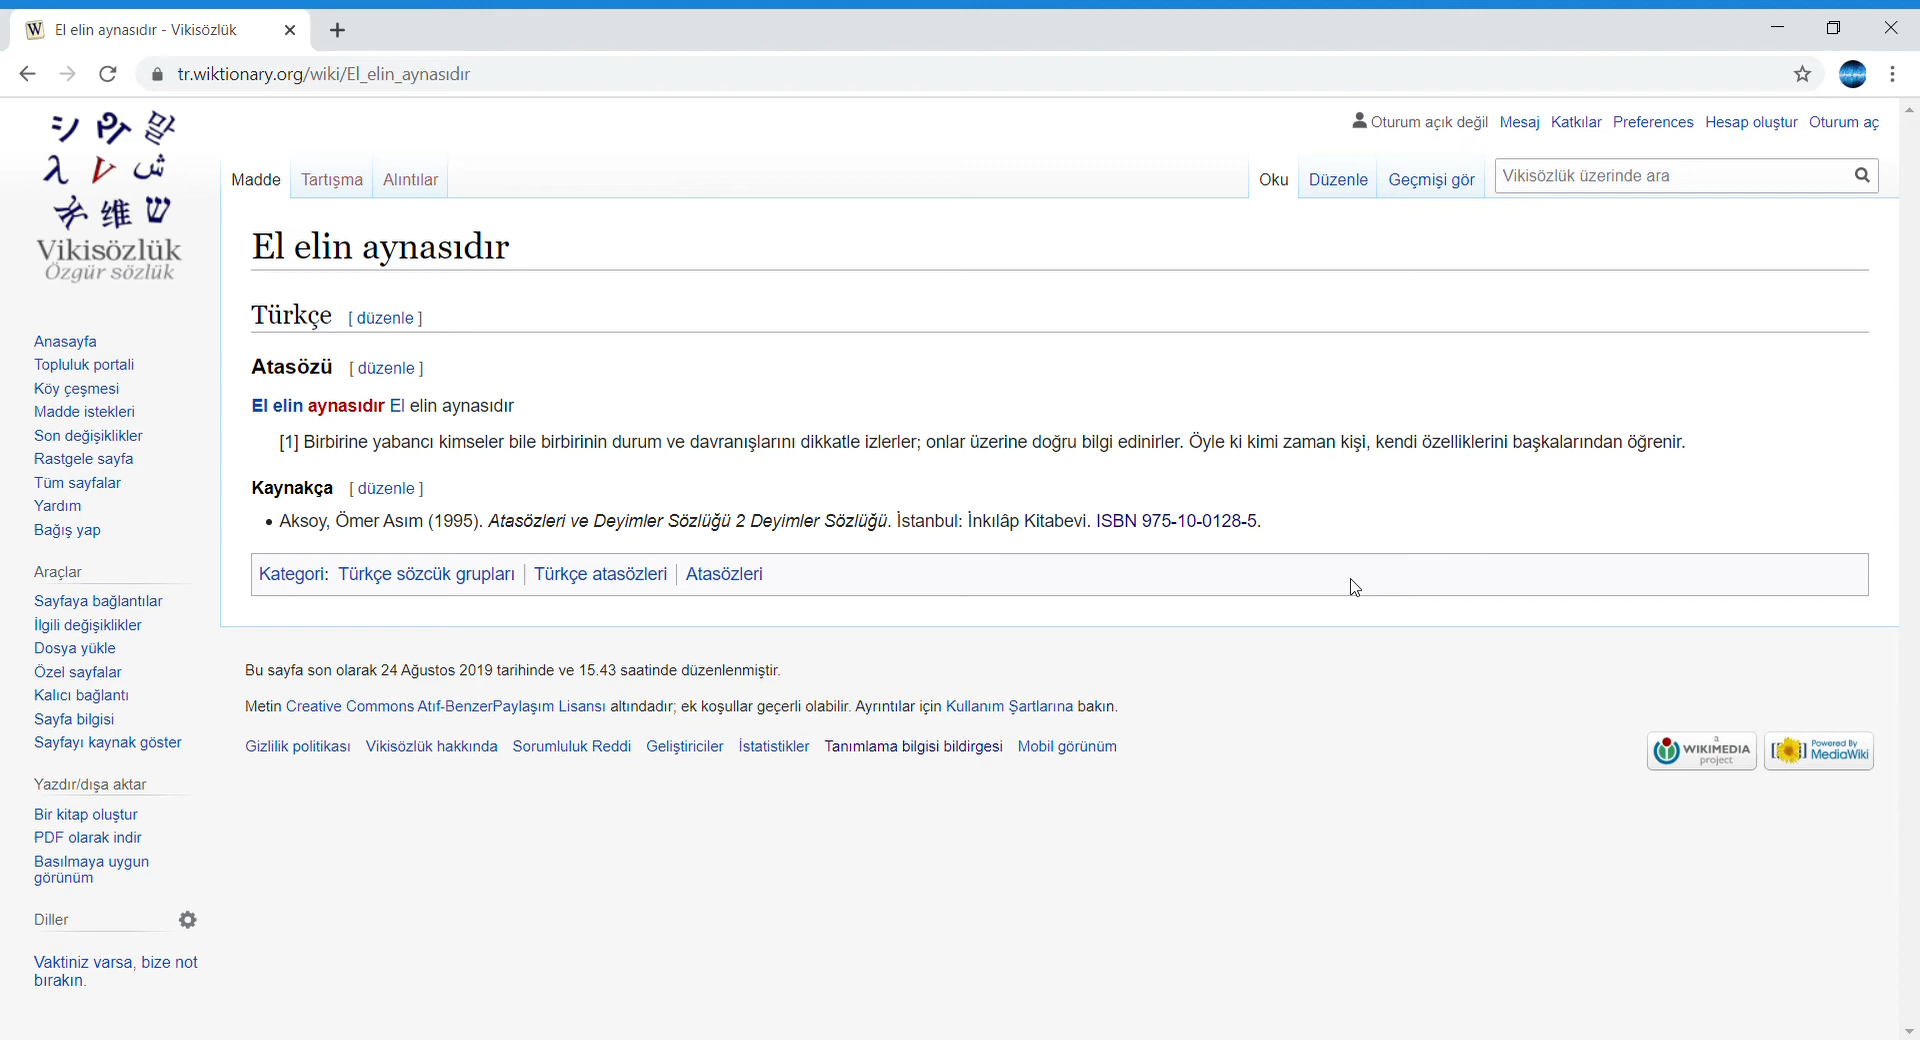 El elin aynasıdır - Vikisözlük
tr.wiktionary.org/wiki/El_elin_aynasıdır
Oturum açık değil Mesaj Katkılar Preferences Hesap oluştur Oturum aç
Madde Tartışma Alıntılar Oku Düzenle Geçmişi gör Vikisözlük üzerinde ara
Vikisözlük
Özgür sözlük
El elin aynasıdır
Türkçe [ düzenle ]
Atasözü [ düzenle ]
El elin aynasıdır El elin aynasıdır
[1] Birbirine yabancı kimseler bile birbirinin durum ve davranışlarını dikkatle izlerler; onlar üzerine doğru bilgi edinirler. Öyle ki kimi zaman kişi, kendi özelliklerini başkalarından öğrenir.
Kaynakça [ düzenle ]
• Aksoy, Ömer Asım (1995). Atasözleri ve Deyimler Sözlüğü 2 Deyimler Sözlüğü. İstanbul: İnkılâp Kitabevi. ISBN 975-10-0128-5.
Kategori: Türkçe sözcük grupları | Türkçe atasözleri | Atasözleri
Bu sayfa son olarak 24 Ağustos 2019 tarihinde ve 15.43 saatinde düzenlenmiştir.
Metin Creative Commons Atıf-BenzerPaylaşım Lisansı altındadır; ek koşullar geçerli olabilir. Ayrıntılar için Kullanım Şartlarına bakın.
Gizlilik politikası Vikisözlük hakkında Sorumluluk Reddi Geliştiriciler İstatistikler Tanımlama bilgisi bildirgesi Mobil görünüm
a
WIKIMEDIA
project
Powered By
MediaWiki
Anasayfa
Topluluk portali
Köy çeşmesi
Madde istekleri
Son değişiklikler
Rastgele sayfa
Tüm sayfalar
Yardım
Bağış yap
Araçlar
Sayfaya bağlantılar
İlgili değişiklikler
Dosya yükle
Özel sayfalar
Kalıcı bağlantı
Sayfa bilgisi
Sayfayı kaynak göster
Yazdır/dışa aktar
Bir kitap oluştur
PDF olarak indir
Basılmaya uygun
görünüm
Diller
Vaktiniz varsa, bize not
bırakın.